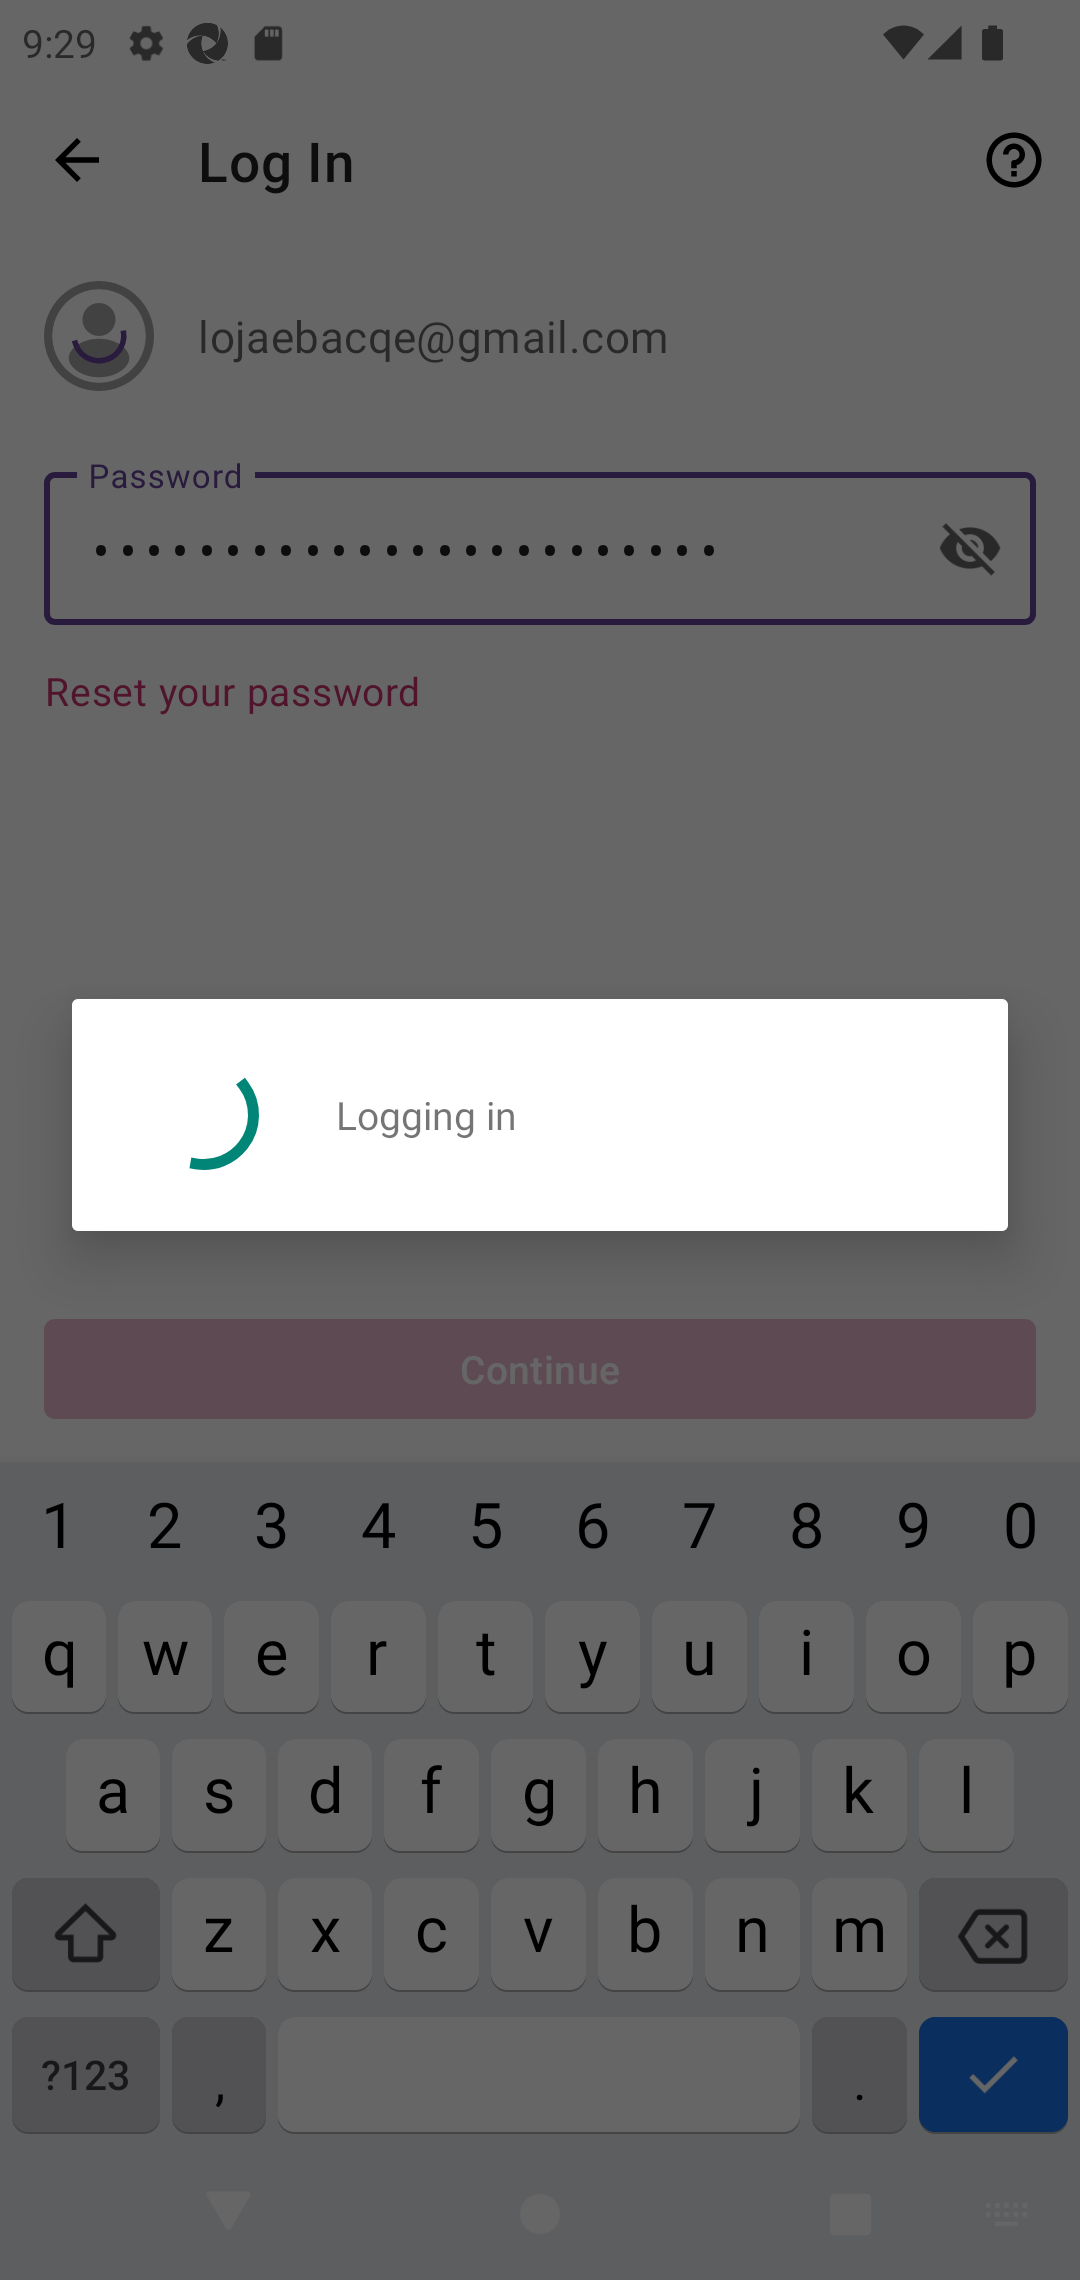 9:29
Log In
lojaebacqe@gmail.com
Password
••••••••••••••••••••••••
Reset your password
Logging in
Continue
1 2 3 4 5 6 7 8 9 0
q w e r t y u i o p
a s d f g h j k l
z x c v b n m
?123 , .